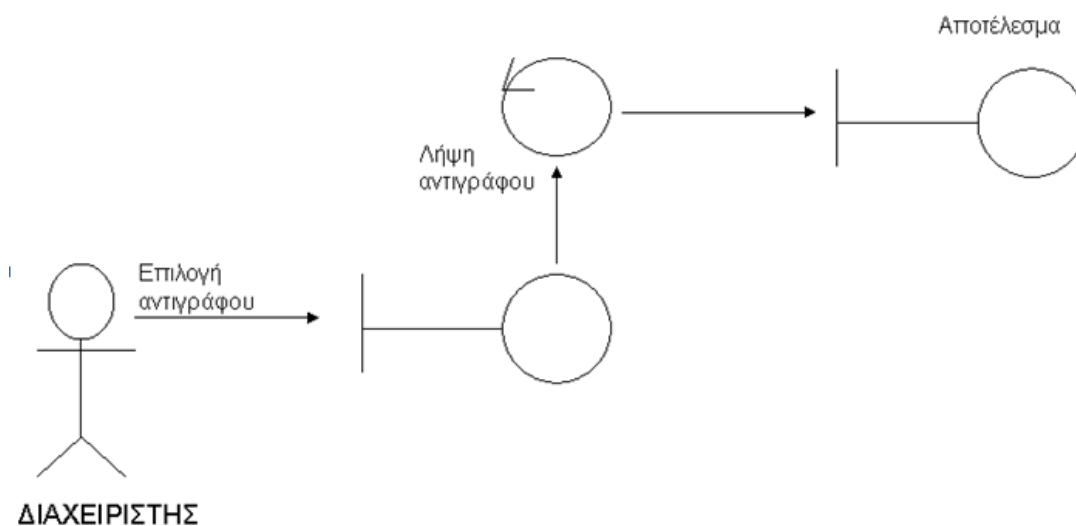 Αποτέλεσμα
Λήψη
αντιγράφου
Επιλογή
αντιγράφου
ΔΙΑΧΕΙΡΙΣΤΗΣ